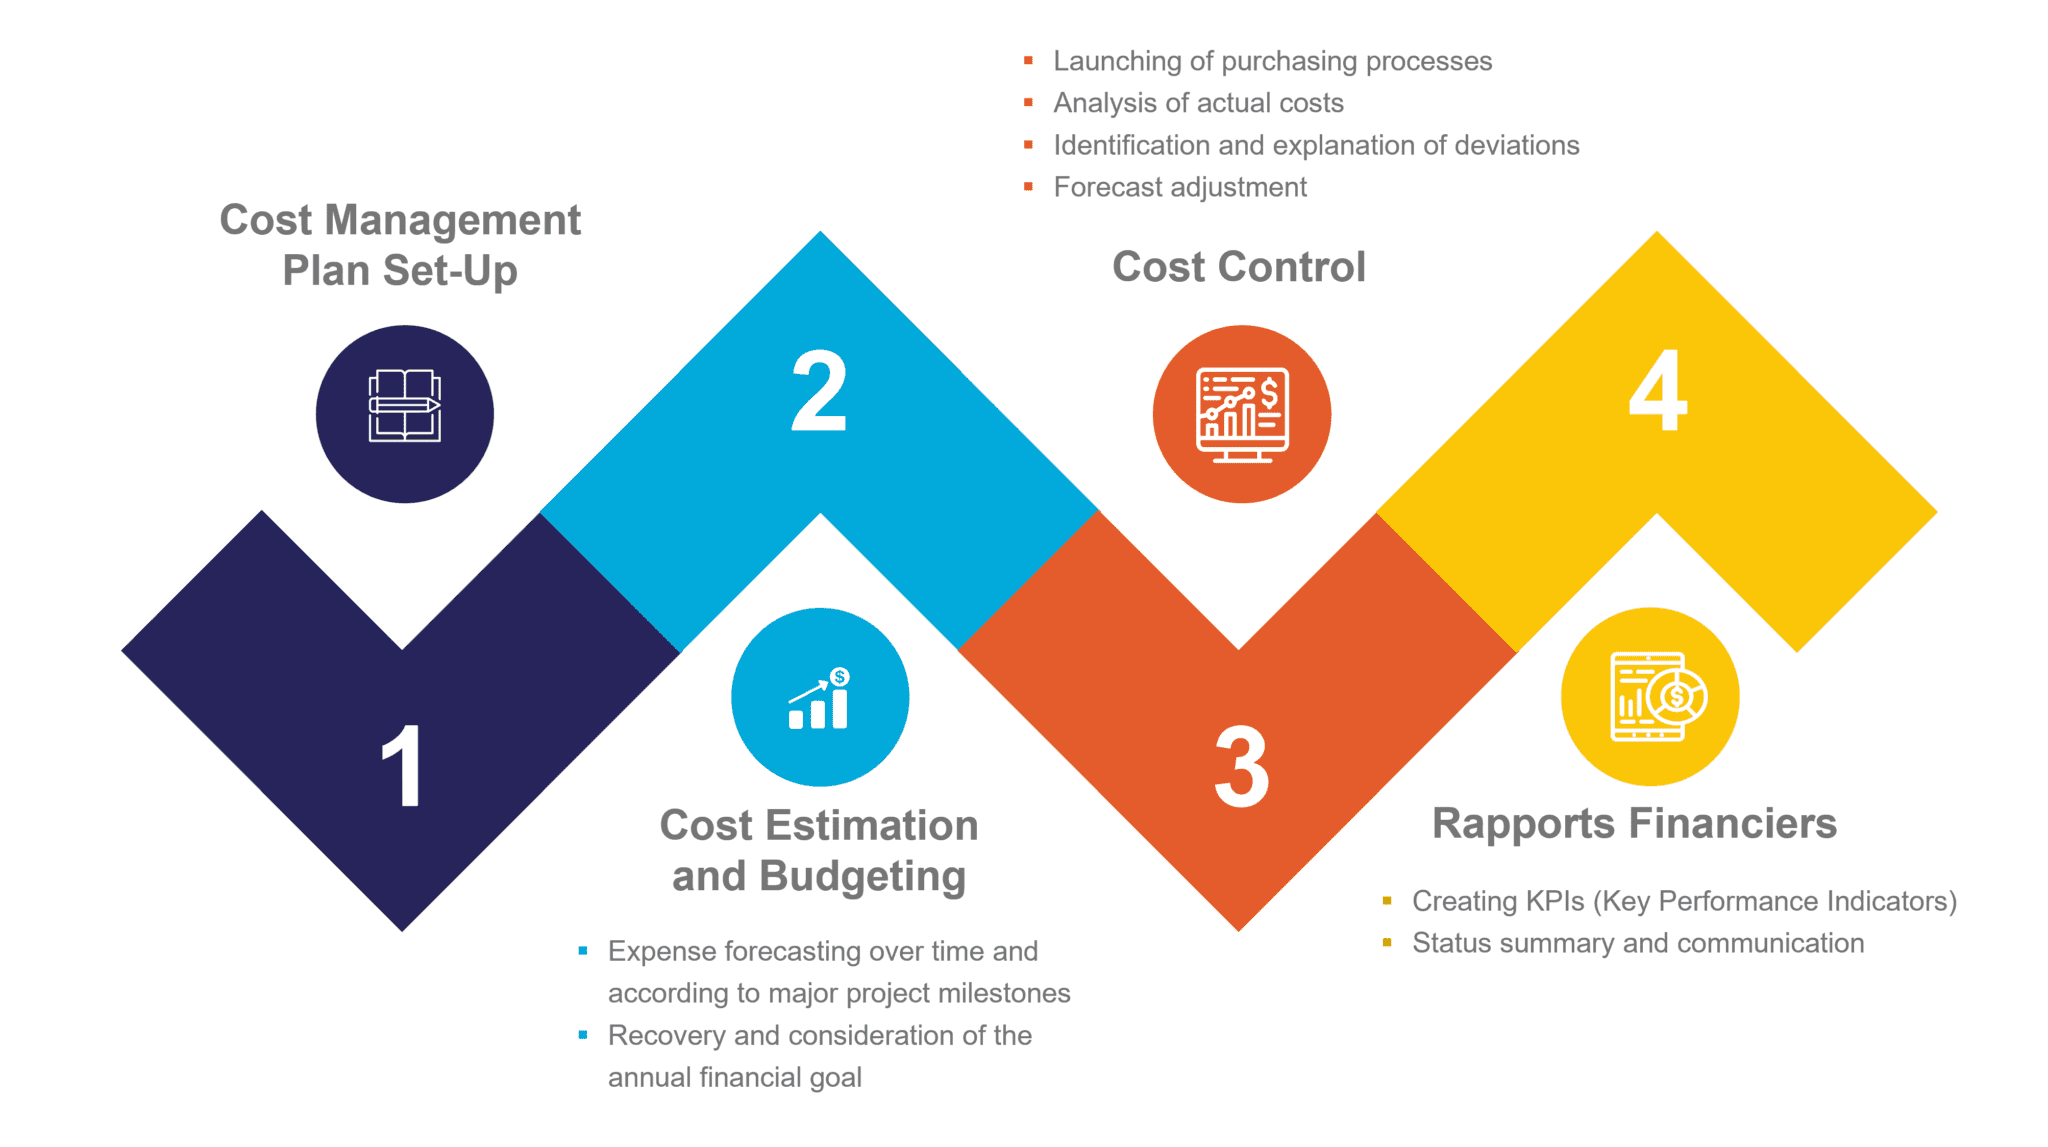 Cost Management
Plan Set-Up
1
2
Cost Estimation
and Budgeting
Expense forecasting over time and
according to major project milestones
Recovery and consideration of the
annual financial goal
Launching of purchasing processes
Analysis of actual costs
Identification and explanation of deviations
Forecast adjustment
Cost Control
$
3
4
$
Rapports Financiers
Creating KPIs (Key Performance Indicators)
Status summary and communication
$